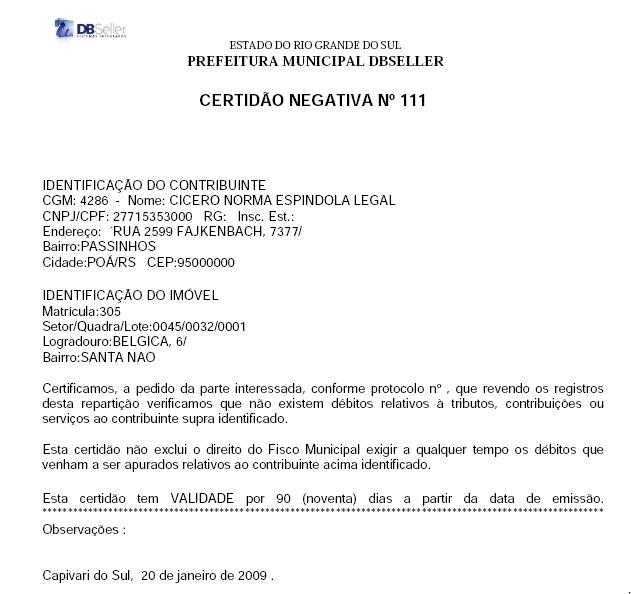 DBSeller
SISTEMAS INTEGRADOS
ESTADO DO RIO GRANDE DO SUL
PREFEITURA MUNICIPAL DBSELLER
CERTIDÃO NEGATIVA Nº 111
IDENTIFICAÇÃO DO CONTRIBUINTE
CGM: 4286 - Nome: CICERO NORMA ESPINDOLA LEGAL
CNPJ/CPF: 27715353000 RG: Insc. Est.:
Endereço: ´RUA 2599 FAJKENBACH, 7377/
Bairro:PASSINHOS
Cidade:POÁ/RS CEP:95000000
IDENTIFICAÇÃO DO IMÓVEL
Matrícula:305
Setor/Quadra/Lote:0045/0032/0001
Logradouro:BELGICA, 6/
Bairro:SANTA NAO
Certificamos, a pedido da parte interessada, conforme protocolo nº , que revendo os registros
desta repartição verificamos que não existem débitos relativos à tributos, contribuições ou
serviços ao contribuinte supra identificado.
Esta certidão não exclui o direito do Fisco Municipal exigir a qualquer tempo os débitos que
venham a ser apurados relativos ao contribuinte acima identificado.
Esta certidão tem VALIDADE por 90 (noventa) dias a partir da data de emissão.
********************************************************************************************************************
Observações :
Capivari do Sul, 20 de janeiro de 2009 .